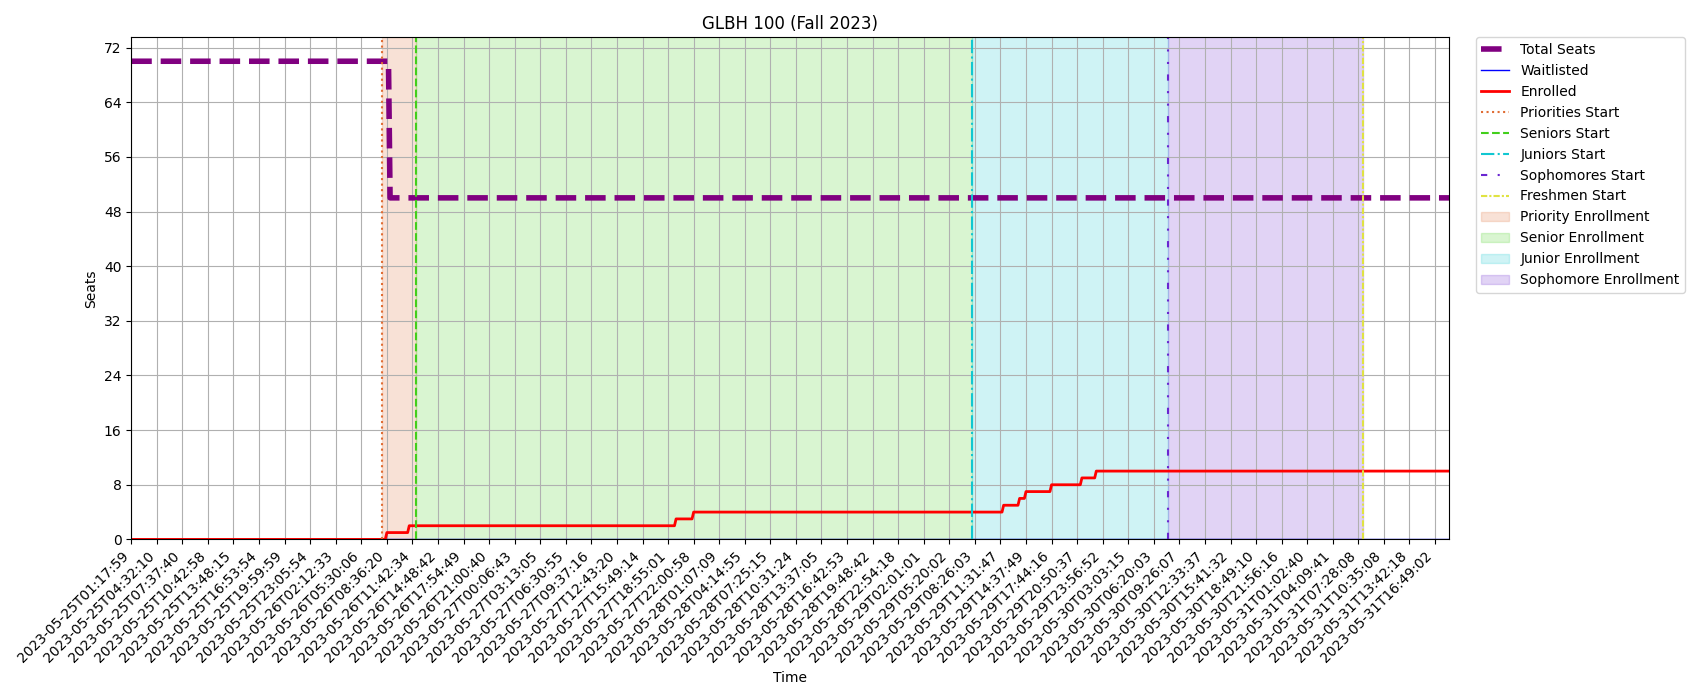 GLBH 100 (Fall 2023)
72
64
56
48
40
32
24
16
8
0
Seats
2023-05-25T01:17:59
2023-05-25T04:32:10
2023-05-25T07:37:40
2023-05-25T10:42:58
2023-05-25T13:48:15
2023-05-25T16:53:54
2023-05-25T19:59:59
2023-05-25T23:05:54
2023-05-26T02:12:33
2023-05-26T05:30:06
2023-05-26T08:36:20
2023-05-26T11:42:34
2023-05-26T14:48:42
2023-05-26T17:54:49
2023-05-26T21:00:40
2023-05-27T00:06:43
2023-05-27T03:13:05
2023-05-27T06:30:55
2023-05-27T09:37:16
2023-05-27T12:43:20
2023-05-27T15:49:14
2023-05-27T18:55:01
2023-05-27T22:00:58
2023-05-28T01:07:09
2023-05-28T04:14:55
2023-05-28T07:25:15
2023-05-28T10:31:24
2023-05-28T13:37:05
2023-05-28T16:42:53
2023-05-28T19:48:42
2023-05-28T22:54:18
2023-05-29T02:01:01
2023-05-29T05:20:02
2023-05-29T08:26:03
2023-05-29T11:31:47
2023-05-29T14:37:49
2023-05-29T17:44:16
2023-05-29T20:50:37
2023-05-29T23:56:52
2023-05-30T03:03:15
2023-05-30T06:20:03
2023-05-30T09:26:07
2023-05-30T12:33:37
2023-05-30T15:41:32
2023-05-30T18:49:10
2023-05-30T21:56:16
2023-05-31T01:02:40
2023-05-31T04:09:41
2023-05-31T07:28:08
2023-05-31T10:35:08
2023-05-31T13:42:18
2023-05-31T16:49:02
Time
Total Seats
Waitlisted
Enrolled
Priorities Start
Seniors Start
Juniors Start
Sophomores Start
Freshmen Start
Priority Enrollment
Senior Enrollment
Junior Enrollment
Sophomore Enrollment